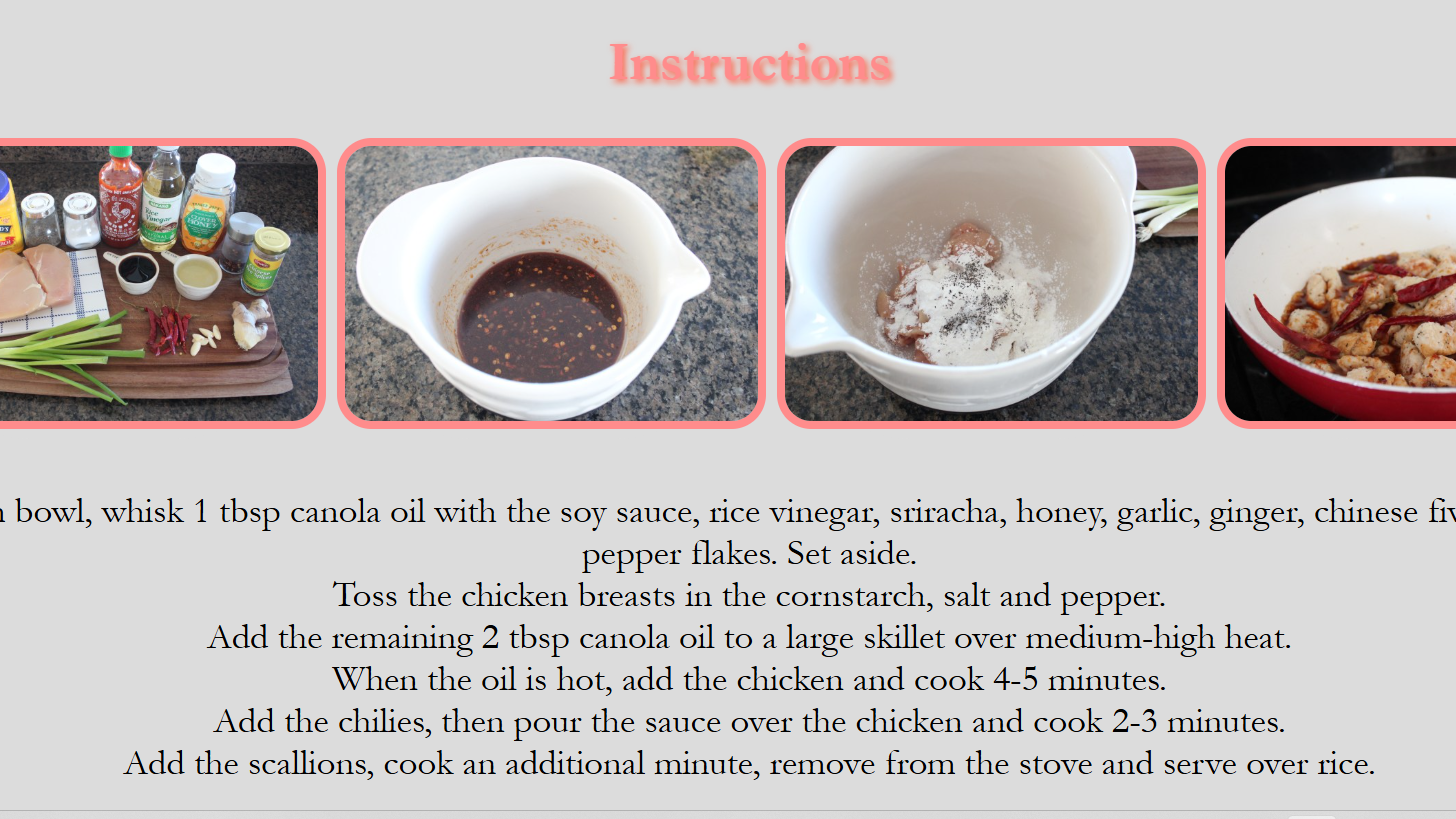 Instructions
bowl, whisk 1 tbsp canola oil with the soy sauce, rice vinegar, sriracha, honey, garlic, ginger, chinese
pepper flakes. Set aside.
Toss the chicken breasts in the cornstarch, salt and pepper.
Add the remaining 2 tbsp canola oil to a large skillet over medium-high heat.
When the oil is hot, add the chicken and cook 4-5 minutes.
Add the chilies, then pour the sauce over the chicken and cook 2-3 minutes.
Add the scallions, cook an additional minute, remove from the stove and serve over rice.
Rice
Vinegar
CLOVER
HONEY